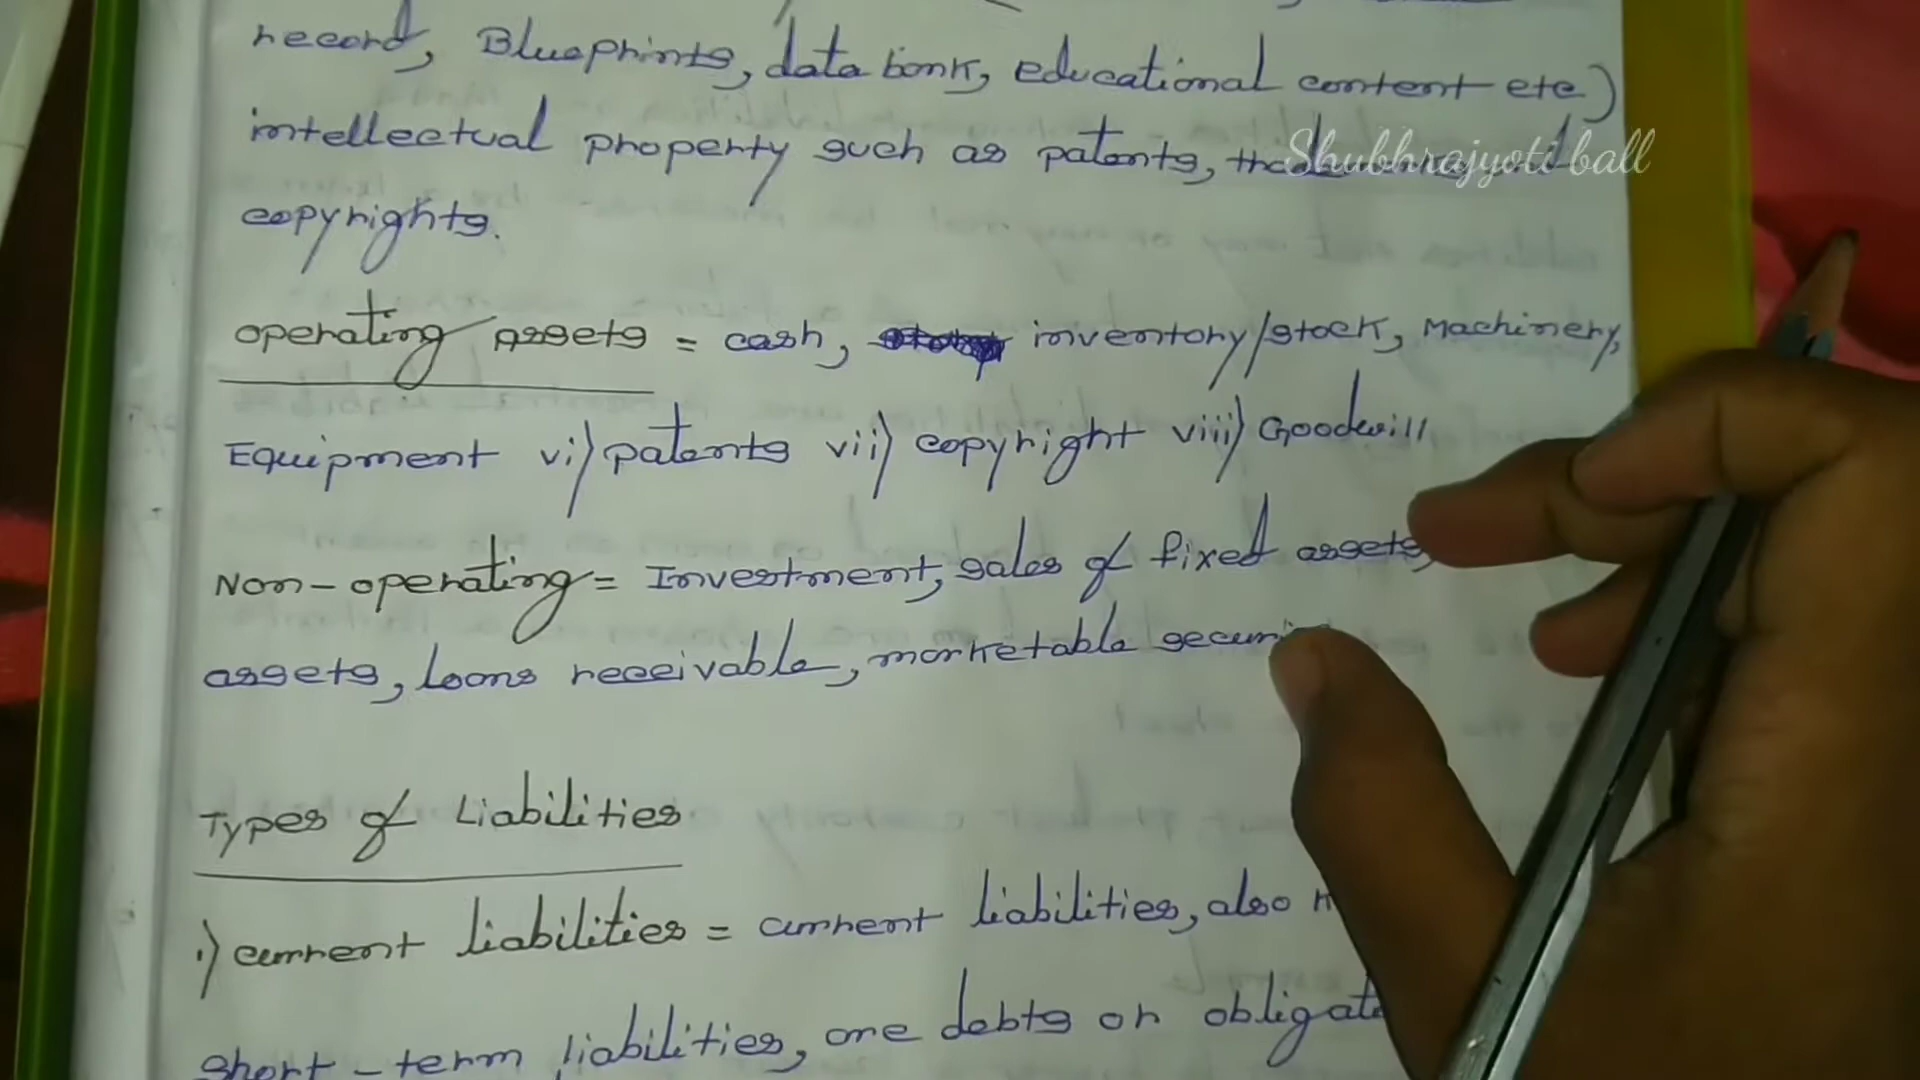 record, Blueprints, data bank, educational content etc)
intellectual property such as patents,
Shubhrajyoti ball
copyrights.
operating Assets = cash, inventory/stock, Machinery,
Equipment vi) patents vii) copyright viii) Goodwill
Non-operating = Investment, sales of fixed assets,
assets, loans receivable, marketable
Types of Liabilities
i) current liabilities = current liabilities, also
short-term liabilities, are debts or